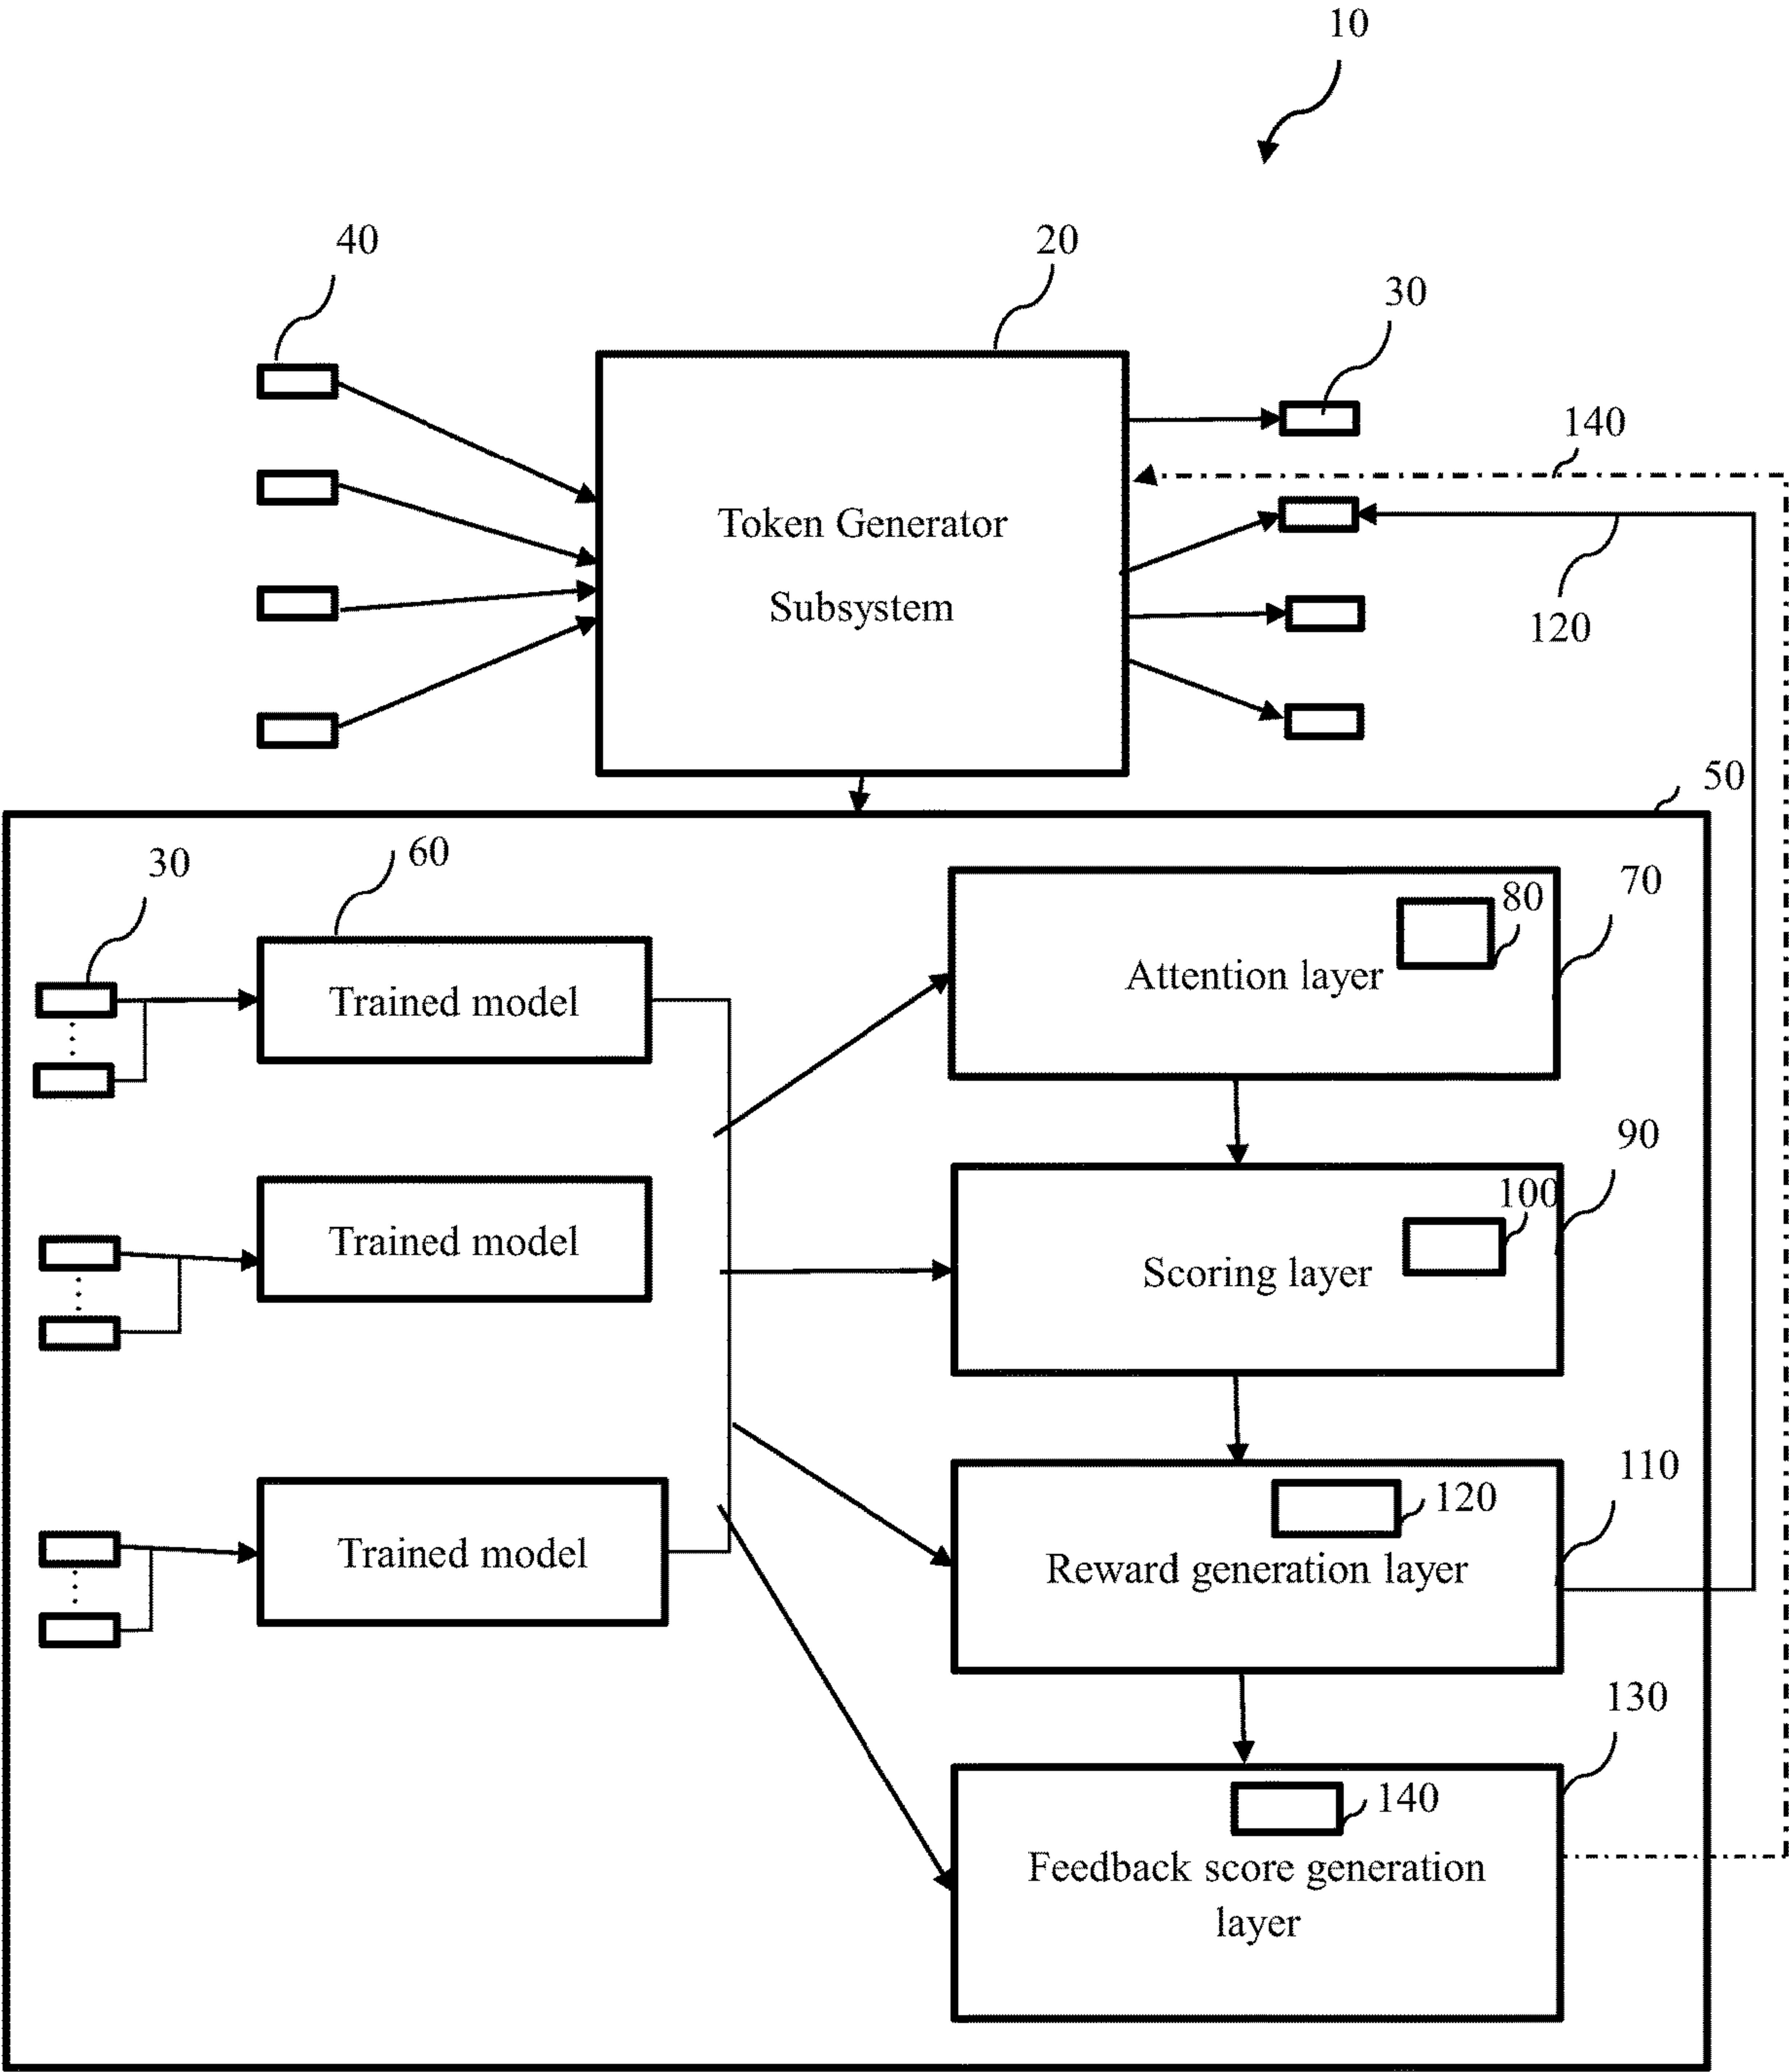 10
40
20
30
140
Token Generator
Subsystem
120
50
30
60
70
80
Attention layer
Trained model
90
100
Trained model
Scoring layer
110
120
Trained model
Reward generation layer
130
140
Feedback score generation
layer